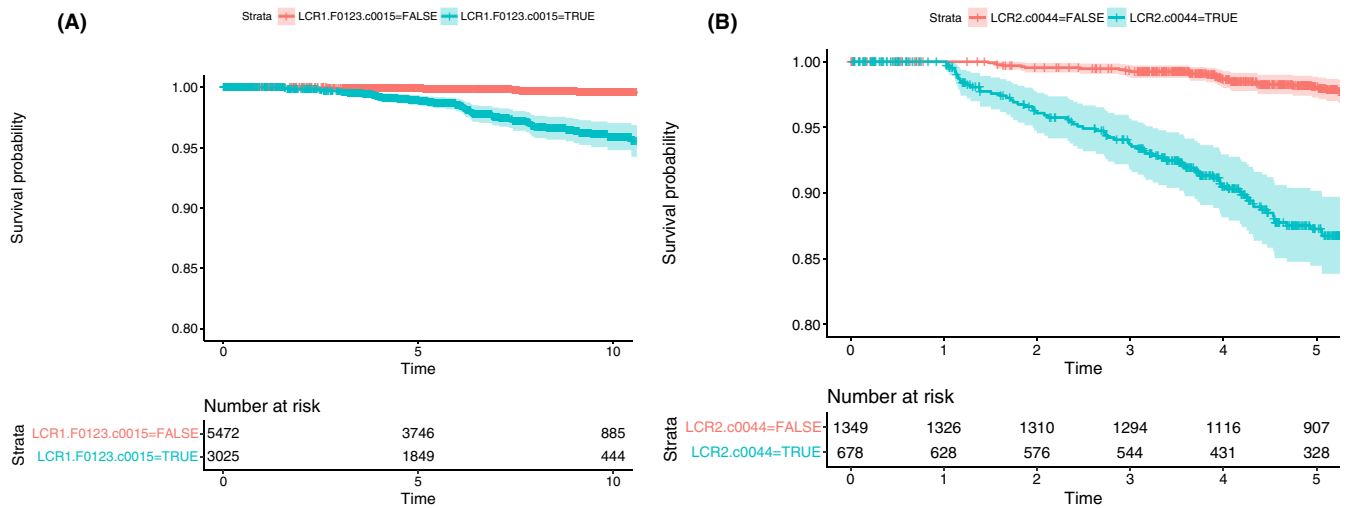 (A)
Strata LCR1.F0123.c0015=FALSE LCR1.F0123.c0015=TRUE
Survival probability
1.00
0.95
0.90
0.85
0.80
0 5 10
Time
Number at risk
Strata
LCR1.F0123.c0015=FALSE 5472 3746 885
LCR1.F0123.c0015=TRUE 3025 1849 444
0 5 10
Time
(B)
Strata LCR2.c0044=FALSE LCR2.c0044=TRUE
Survival probability
1.00
0.95
0.90
0.85
0.80
0 1 2 3 4 5
Time
Number at risk
Strata
LCR2.c0044=FALSE 1349 1326 1310 1294 1116 907
LCR2.c0044=TRUE 678 628 576 544 431 328
0 1 2 3 4 5
Time